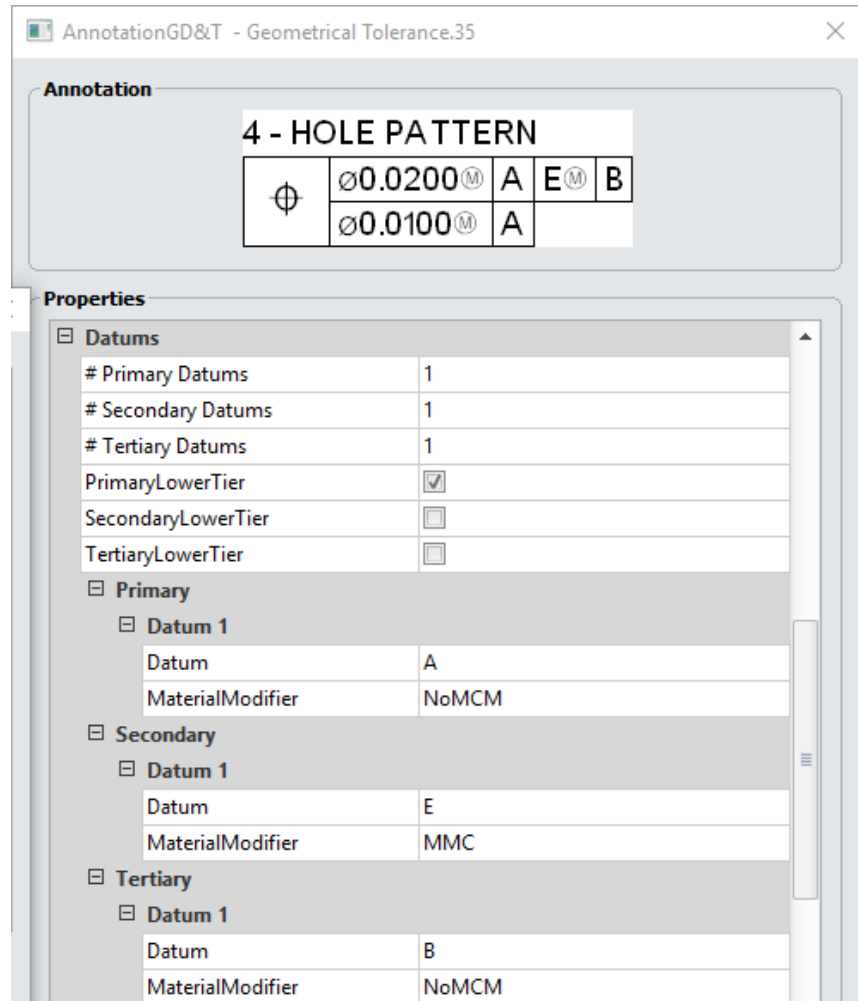 AnnotationGD&T - Geometrical Tolerance.35
Annotation
4 - HOLE PATTERN
⌖ ⌀0.0200Ⓜ A EⓂ B
⌀0.0100Ⓜ A
Properties
Datums
# Primary Datums 1
# Secondary Datums 1
# Tertiary Datums 1
PrimaryLowerTier
SecondaryLowerTier
TertiaryLowerTier
Primary
Datum 1
Datum A
MaterialModifier NoMCM
Secondary
Datum 1
Datum E
MaterialModifier MMC
Tertiary
Datum 1
Datum B
MaterialModifier NoMCM